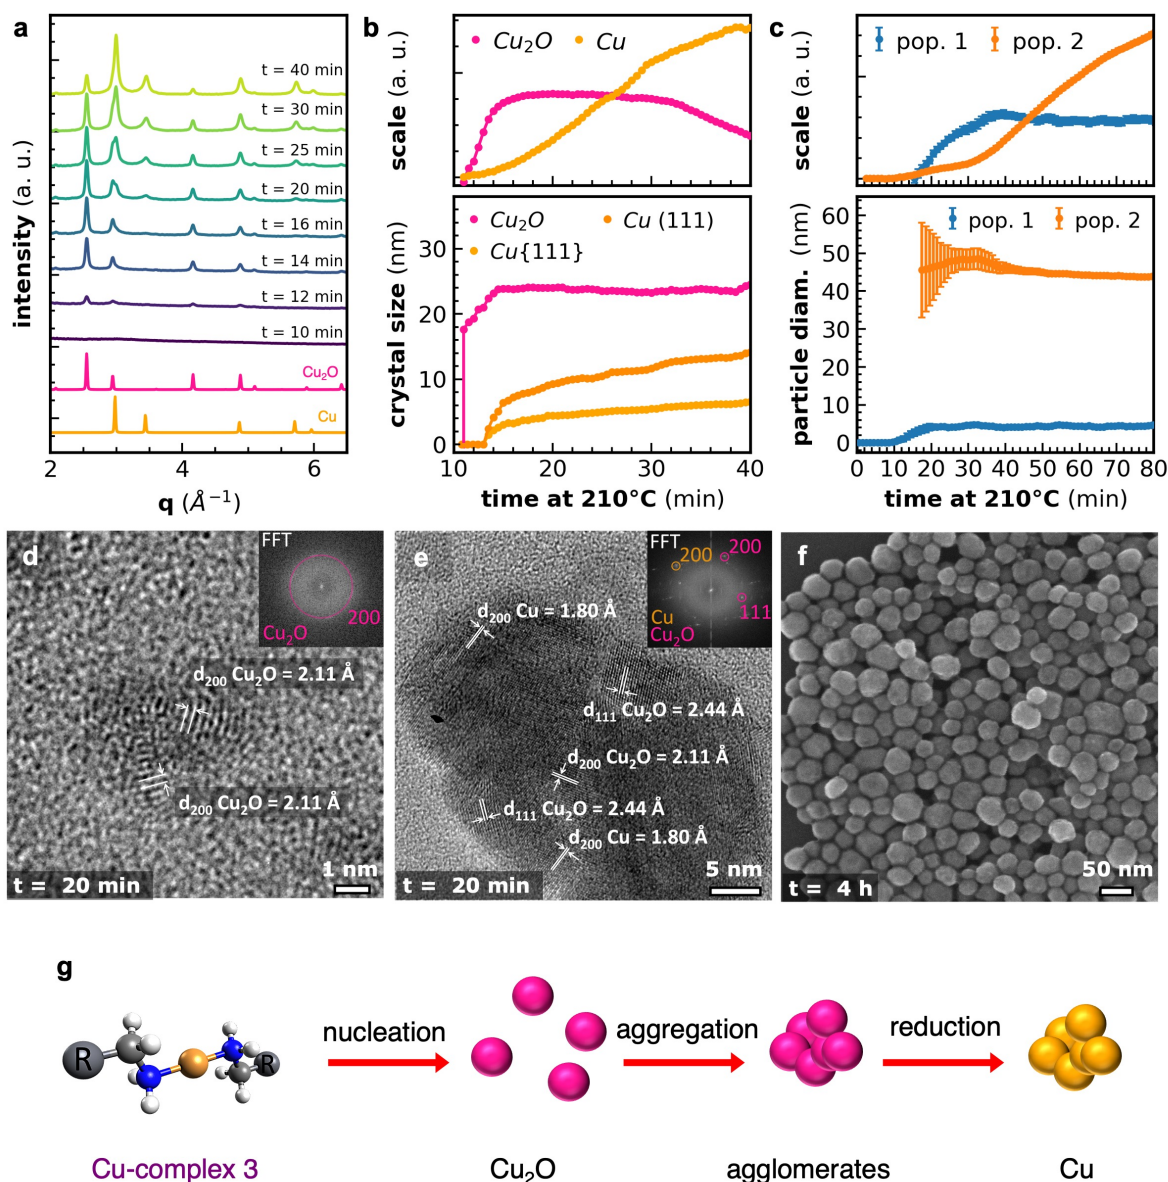 a
t = 40 min
t = 30 min
t = 25 min
t = 20 min
t = 16 min
t = 14 min
t = 12 min
t = 10 min
Cu₂O
Cu
intensity (a. u.)
2 4 6
q (Å⁻¹)
b
Cu₂O Cu
scale (a. u.)
Cu₂O Cu (111)
Cu{111}
crystal size (nm)
30
20
10
0
10 20 30 40
time at 210°C (min)
c
pop. 1 pop. 2
scale (a. u.)
pop. 1 pop. 2
particle diam. (nm)
60
50
40
30
20
10
0
0 10 20 30 40 50 60 70 80
time at 210°C (min)
d
FFT
200
Cu₂O
d₂₀₀ Cu₂O = 2.11 Å
d₂₀₀ Cu₂O = 2.11 Å
t = 20 min
1 nm
e
FFT
200
200
111
Cu
Cu₂O
d₂₀₀ Cu = 1.80 Å
d₁₁₁ Cu₂O = 2.44 Å
d₂₀₀ Cu₂O = 2.11 Å
d₁₁₁ Cu₂O = 2.44 Å
d₂₀₀ Cu = 1.80 Å
t = 20 min
5 nm
f
t = 4 h
50 nm
g
R
R
nucleation
aggregation
reduction
Cu-complex 3
Cu₂O
agglomerates
Cu